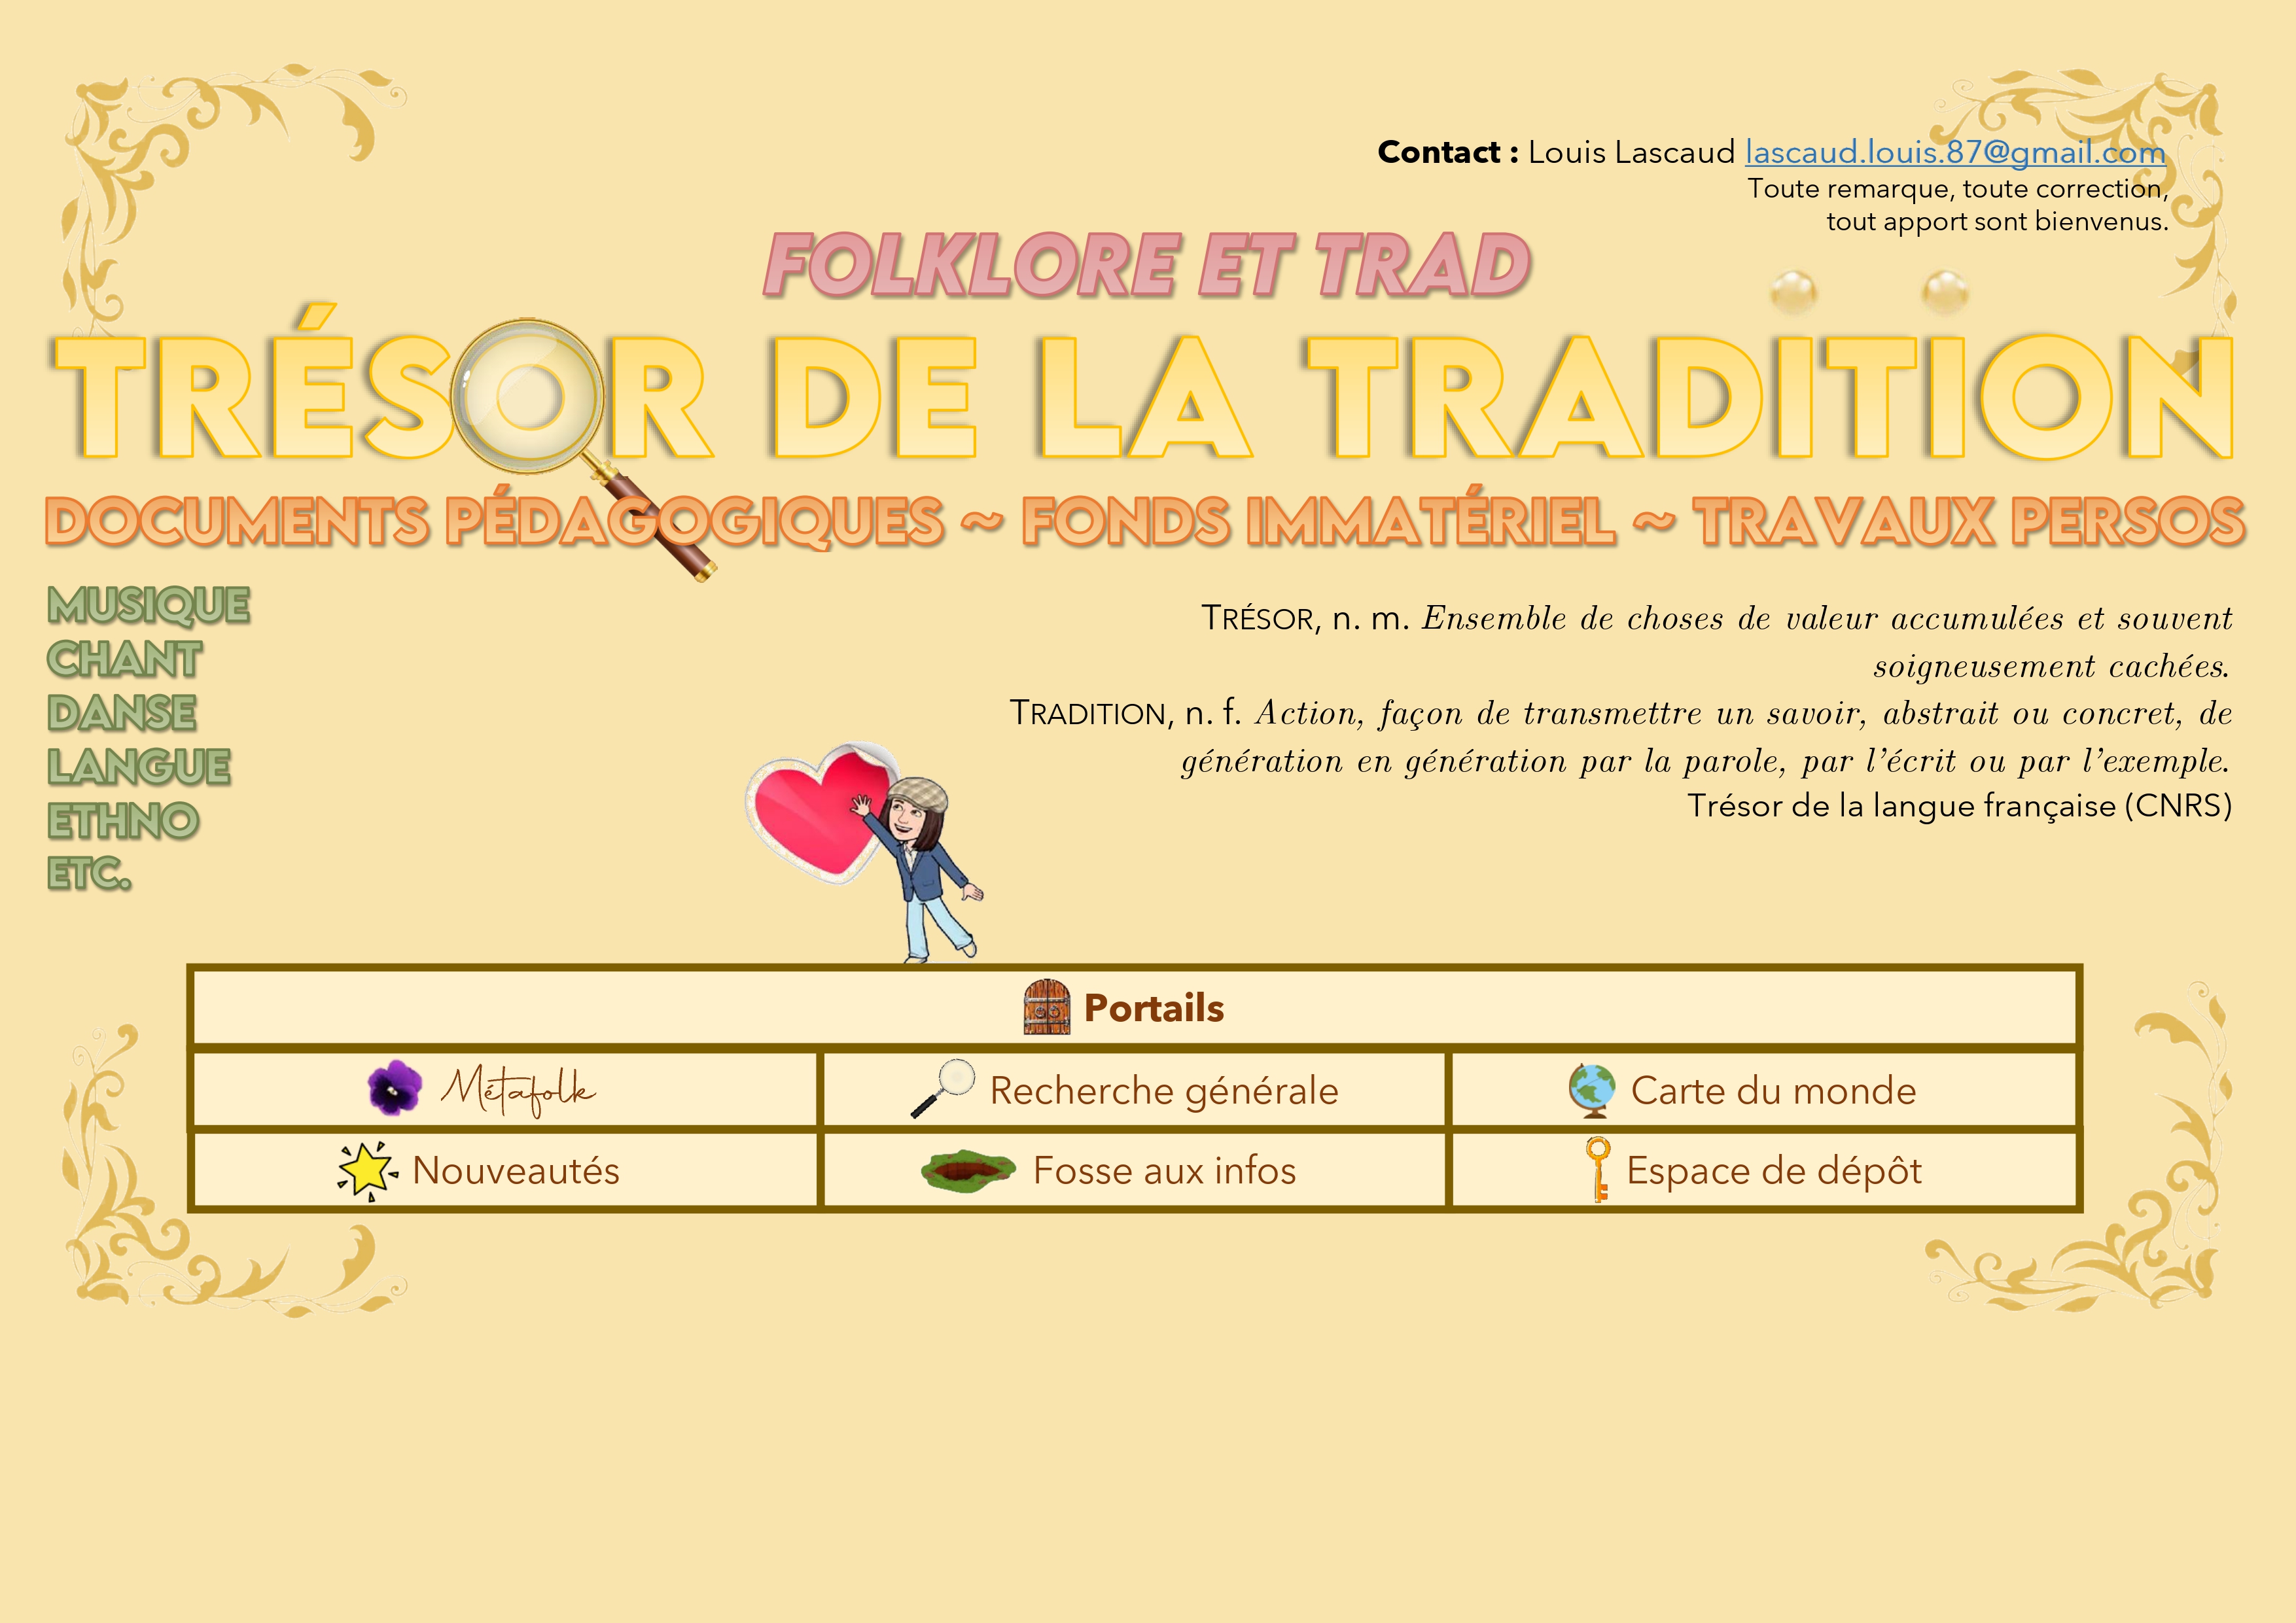 Contact : Louis Lascaud lascaud.louis.87@gmail.com
Toute remarque, toute correction,
tout apport sont bienvenus.
FOLKLORE ET TRAD
TRÉSOR DE LA TRADITION
DOCUMENTS PÉDAGOGIQUES ~ FONDS IMMATÉRIEL ~ TRAVAUX PERSOS
MUSIQUE
CHANT
DANSE
LANGUE
ETHNO
ETC.
TRÉSOR, n. m. Ensemble de choses de valeur accumulées et souvent
soigneusement cachées.
TRADITION, n. f. Action, façon de transmettre un savoir, abstrait ou concret, de
génération en génération par la parole, par l'écrit ou par l'exemple.
Trésor de la langue française (CNRS)
Portails
Métafolk
Recherche générale
Carte du monde
Nouveautés
Fosse aux infos
Espace de dépôt